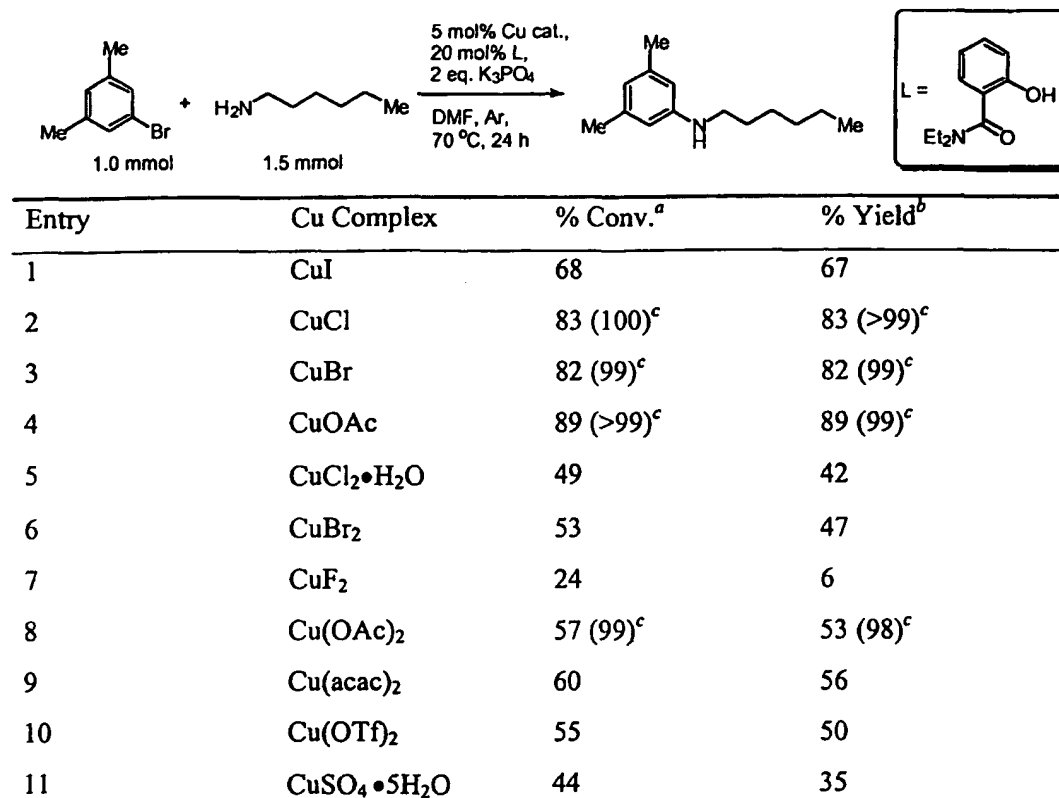 Me
Me
Br
1.0 mmol
+
H2N
Me
1.5 mmol
5 mol% Cu cat.,
20 mol% L,
2 eq. K3PO4
DMF, Ar,
70 °C, 24 h
Me
Me
N
H
Me
L =
OH
Et2N
O
Entry Cu Complex % Conv.a % Yieldb
1 CuI 68 67
2 CuCl 83 (100)c 83 (>99)c
3 CuBr 82 (99)c 82 (99)c
4 CuOAc 89 (>99)c 89 (99)c
5 CuCl2•H2O 49 42
6 CuBr2 53 47
7 CuF2 24 6
8 Cu(OAc)2 57 (99)c 53 (98)c
9 Cu(acac)2 60 56
10 Cu(OTf)2 55 50
11 CuSO4•5H2O 44 35